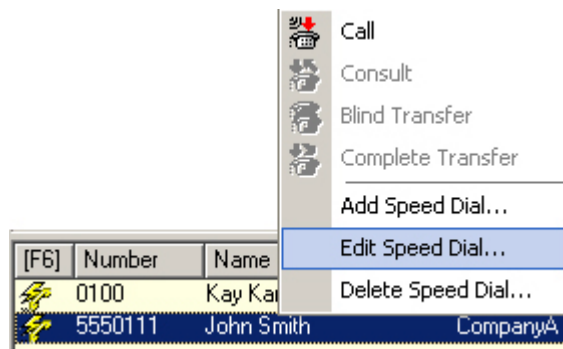 Call
Consult
Blind Transfer
Complete Transfer
Add Speed Dial...
Edit Speed Dial...
Delete Speed Dial...
[F6] Number Name
0100 Kay
5550111 John Smith CompanyA